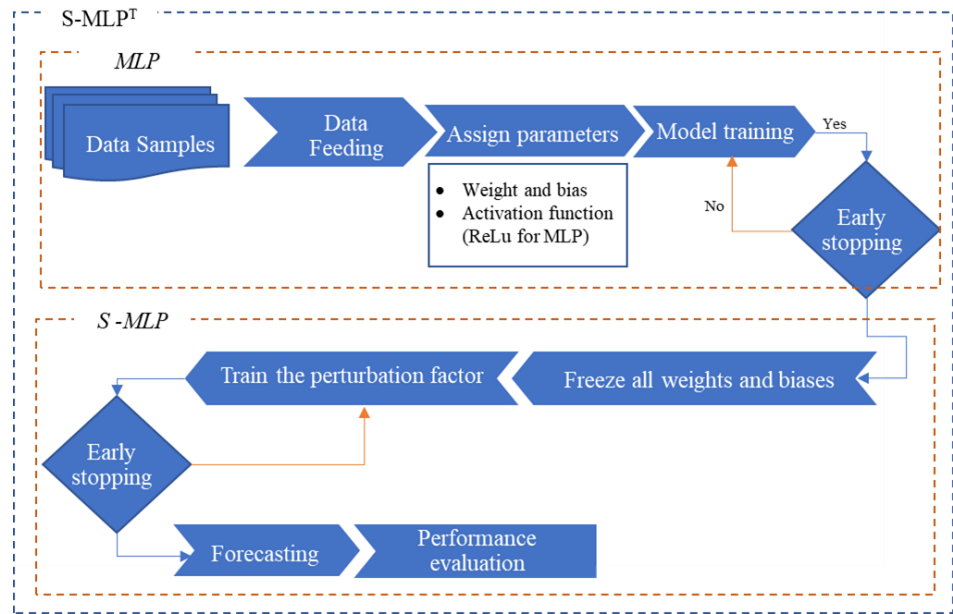 S-MLPᵀ
MLP
Data Samples
Data
Feeding
Assign parameters
Model training
Yes
• Weight and bias
• Activation function
(ReLu for MLP)
No
Early
stopping
S -MLP
Train the perturbation factor
Freeze all weights and biases
Early
stopping
Forecasting
Performance
evaluation